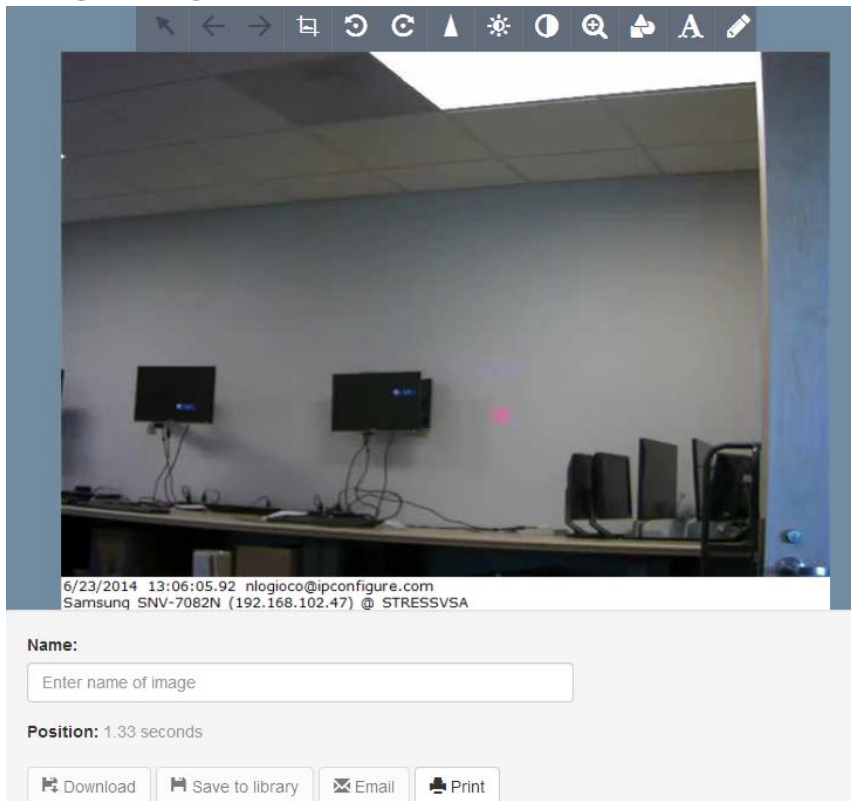 6/23/2014 13:06:05.92 nlogioco@ipconfigure.com
Samsung SNV-7082N (192.168.102.47) @ STRESSVSA
Name:
Enter name of image
Position: 1.33 seconds
Download Save to library Email Print